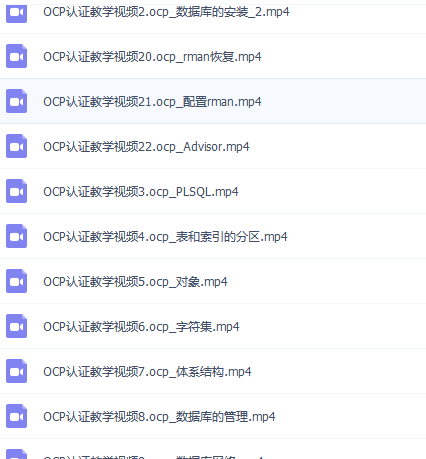 OCP认证教学视频2.ocp_数据库的安装_2.mp4
OCP认证教学视频20.ocp_rman恢复.mp4
OCP认证教学视频21.ocp_配置rman.mp4
OCP认证教学视频22.ocp_Advisor.mp4
OCP认证教学视频3.ocp_PLSQL.mp4
OCP认证教学视频4.ocp_表和索引的分区.mp4
OCP认证教学视频5.ocp_对象.mp4
OCP认证教学视频6.ocp_字符集.mp4
OCP认证教学视频7.ocp_体系结构.mp4
OCP认证教学视频8.ocp_数据库的管理.mp4